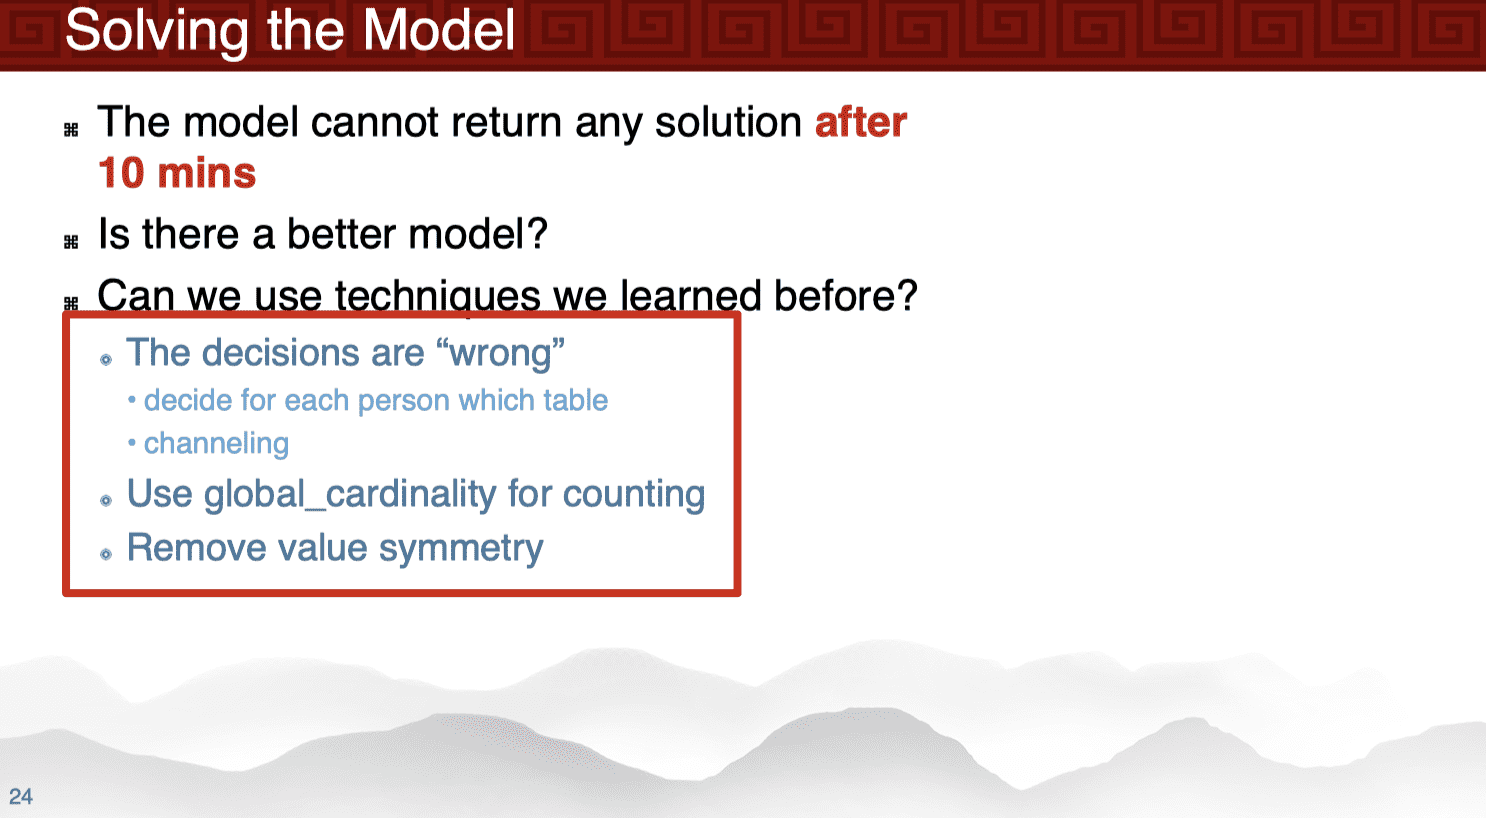 Solving the Model
The model cannot return any solution after
10 mins
Is there a better model?
Can we use techniques we learned before?
The decisions are “wrong”
• decide for each person which table
• channeling
Use global_cardinality for counting
Remove value symmetry
24